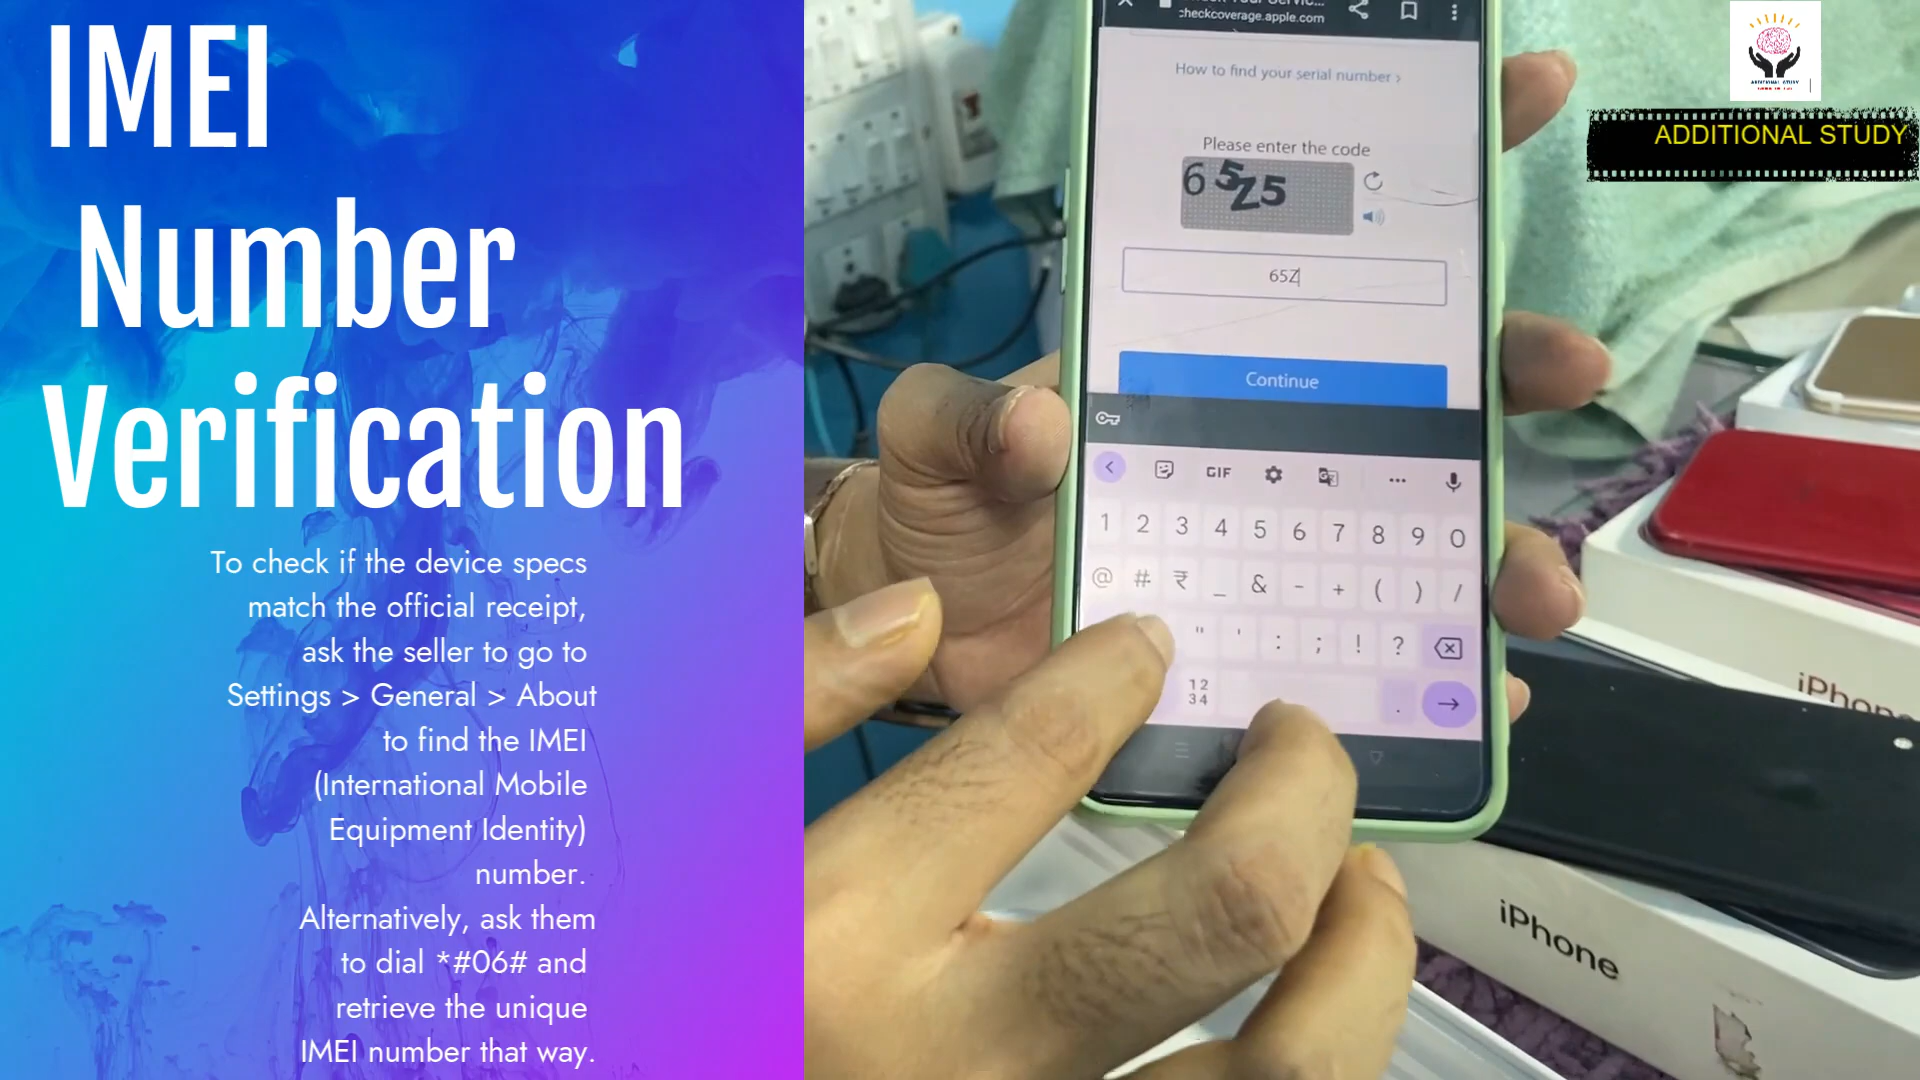 IMEI
Number
Verification
To check if the device specs
match the official receipt,
ask the seller to go to
Settings > General > About
to find the IMEI
(International Mobile
Equipment Identity)
number.
Alternatively, ask them
to dial *#06# and
retrieve the unique
IMEI number that way.
checkcoverage.apple.com
How to find your serial number ›
Please enter the code
65Z5
65Z
Continue
GIF
1 2 3 4 5 6 7 8 9 0
@ # ₹ _ & - + ( ) /
" ' : ; ! ?
12
34 .
ADDITIONAL STUDY
ADDITIONAL STUDY
iPhone
iPhone